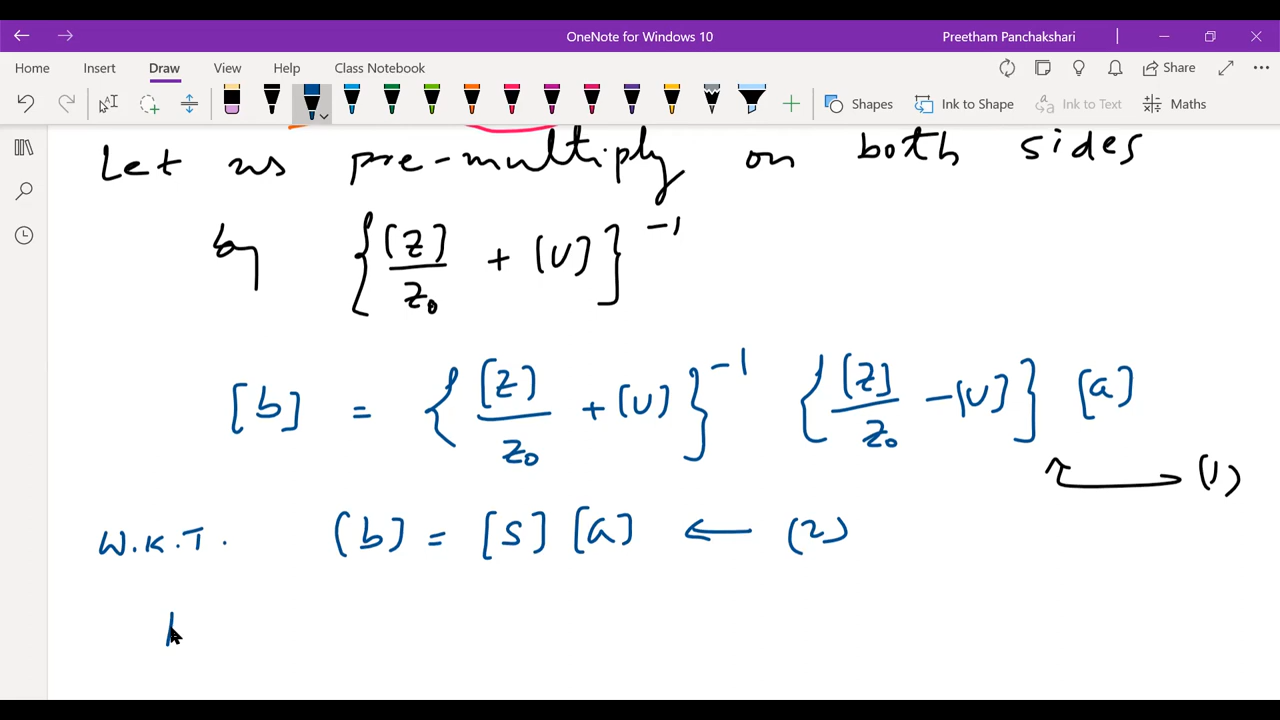 OneNote for Windows 10
Preetham Panchakshari
Home Insert Draw View Help Class Notebook Share
Shapes Ink to Shape Ink to Text Maths
Let us pre-multiply on both sides
by {[Z]/Z₀ + [U]}⁻¹
[b] = {[Z]/Z₀ + [U]}⁻¹ {[Z]/Z₀ - [U]} [a]
(1)
W.K.T. [b] = [S] [a] ← (2)